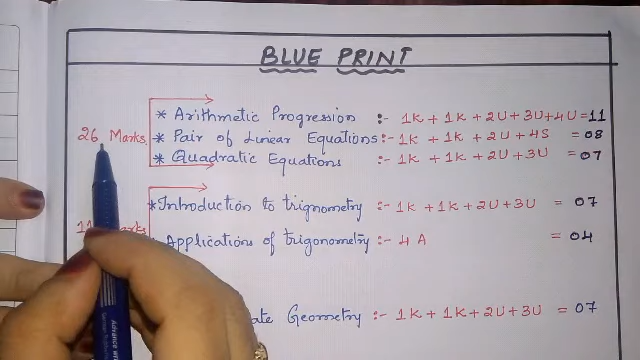 BLUE PRINT
* Arithmetic Progression :- 1K + 1K + 2U + 3U + 4U = 11
26 Marks * Pair of Linear Equations :- 1K + 1K + 2U + 4S = 08
* Quadratic Equations :- 1K + 1K + 2U + 3U = 07
* Introduction to trignometry :- 1K + 1K + 2U + 3U = 07
11 Applications of trigonometry :- 4 A = 04
Geometry :- 1K + 1K + 2U + 3U = 07